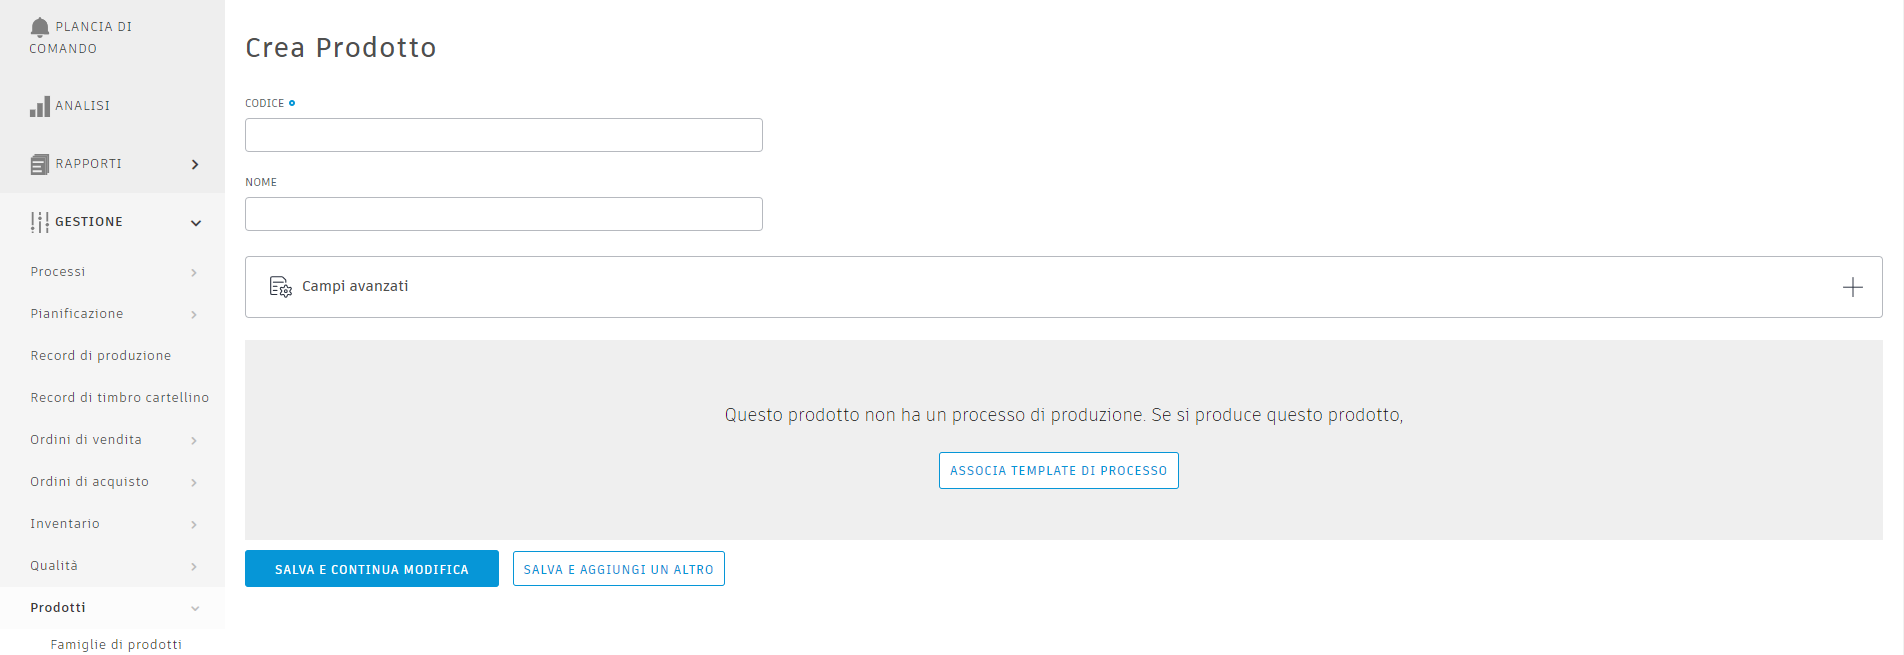 PLANCIA DI
COMANDO
ANALISI
RAPPORTI
GESTIONE
Processi
Pianificazione
Record di produzione
Record di timbro cartellino
Ordini di vendita
Ordini di acquisto
Inventario
Qualità
Prodotti
Famiglie di prodotti
Crea Prodotto
CODICE
NOME
Campi avanzati
Questo prodotto non ha un processo di produzione. Se si produce questo prodotto,
ASSOCIA TEMPLATE DI PROCESSO
SALVA E CONTINUA MODIFICA
SALVA E AGGIUNGI UN ALTRO